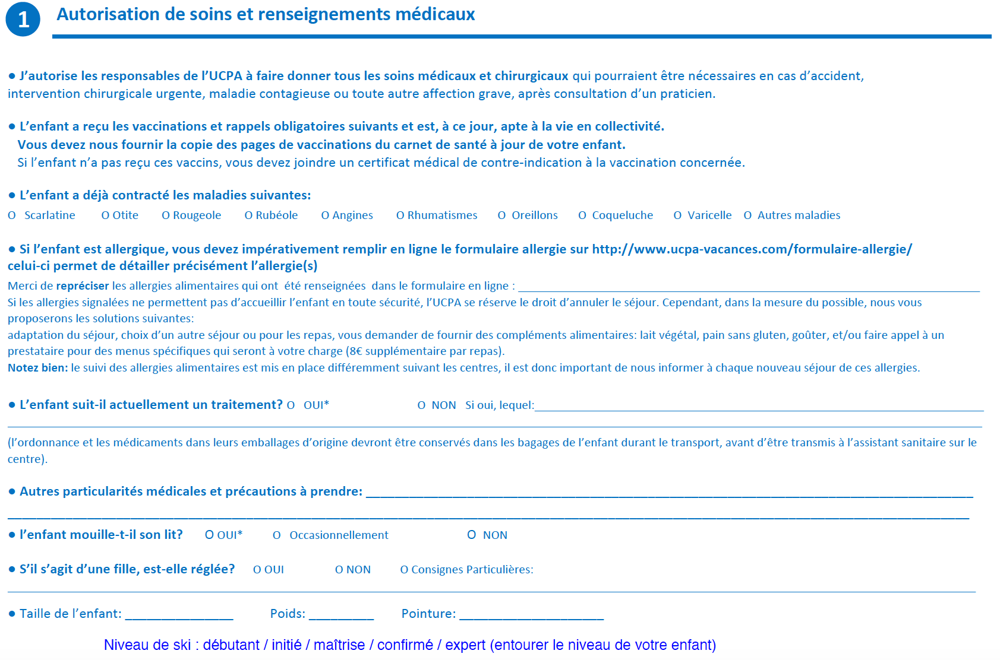 1 Autorisation de soins et renseignements médicaux
● J’autorise les responsables de l’UCPA à faire donner tous les soins médicaux et chirurgicaux qui pourraient être nécessaires en cas d’accident,
intervention chirurgicale urgente, maladie contagieuse ou toute autre affection grave, après consultation d’un praticien.
● L’enfant a reçu les vaccinations et rappels obligatoires suivants et est, à ce jour, apte à la vie en collectivité.
Vous devez nous fournir la copie des pages de vaccinations du carnet de santé à jour de votre enfant.
Si l’enfant n’a pas reçu ces vaccins, vous devez joindre un certificat médical de contre-indication à la vaccination concernée.
● L’enfant a déjà contracté les maladies suivantes:
O Scarlatine O Otite O Rougeole O Rubéole O Angines O Rhumatismes O Oreillons O Coqueluche O Varicelle O Autres maladies
● Si l’enfant est allergique, vous devez impérativement remplir en ligne le formulaire allergie sur http://www.ucpa-vacances.com/formulaire-allergie/
celui-ci permet de détailler précisément l’allergie(s)
Merci de repréciser les allergies alimentaires qui ont été renseignées dans le formulaire en ligne : ____
Si les allergies signalées ne permettent pas d’accueillir l’enfant en toute sécurité, l’UCPA se réserve le droit d’annuler le séjour. Cependant, dans la mesure du possible, nous vous
proposerons les solutions suivantes:
adaptation du séjour, choix d’un autre séjour ou pour les repas, vous demander de fournir des compléments alimentaires: lait végétal, pain sans gluten, goûter, et/ou faire appel à un
prestataire pour des menus spécifiques qui seront à votre charge (8€ supplémentaire par repas).
Notez bien: le suivi des allergies alimentaires est mis en place différemment suivant les centres, il est donc important de nous informer à chaque nouveau séjour de ces allergies.
● L’enfant suit-il actuellement un traitement? O OUI* O NON Si oui, lequel:____
(l’ordonnance et les médicaments dans leurs emballages d’origine devront être conservés dans les bagages de l’enfant durant le transport, avant d’être transmis à l’assistant sanitaire sur le
centre).
● Autres particularités médicales et précautions à prendre: ____
● l’enfant mouille-t-il son lit? O OUI* O Occasionnellement O NON
● S’il s’agit d’une fille, est-elle réglée? O OUI O NON O Consignes Particulières:
● Taille de l’enfant: ____ Poids: ____ Pointure: ____
Niveau de ski : débutant / initié / maîtrise / confirmé / expert (entourer le niveau de votre enfant)